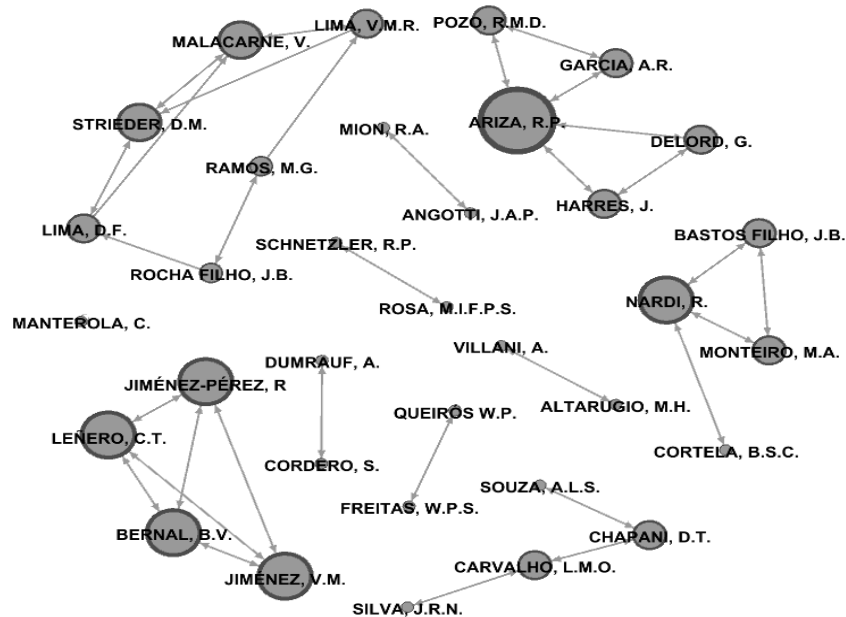 LIMA, V.M.R.
POZO, R.M.D.
MALACARNE, V.
GARCIA, A.R.
STRIEDER, D.M.
MION, R.A.
ARIZA, R.P.
DELORD, G.
RAMOS, M.G.
ANGOTTI, J.A.P.
HARRES, J.
LIMA, D.F.
SCHNETZLER, R.P.
BASTOS FILHO, J.B.
ROCHA FILHO, J.B.
ROSA, M.I.F.P.S.
NARDI, R.
MANTEROLA, C.
VILLANI, A.
MONTEIRO, M.A.
DUMRAUF, A.
JIMÉNEZ-PÉREZ, R
QUEIRÓS W.P.
ALTARUGIO, M.H.
LEÑERO, C.T.
CORDERO, S.
CORTELA, B.S.C.
SOUZA, A.L.S.
FREITAS, W.P.S.
BERNAL, B.V.
CHAPANI, D.T.
CARVALHO, L.M.O.
JIMÉNEZ, V.M.
SILVA, J.R.N.